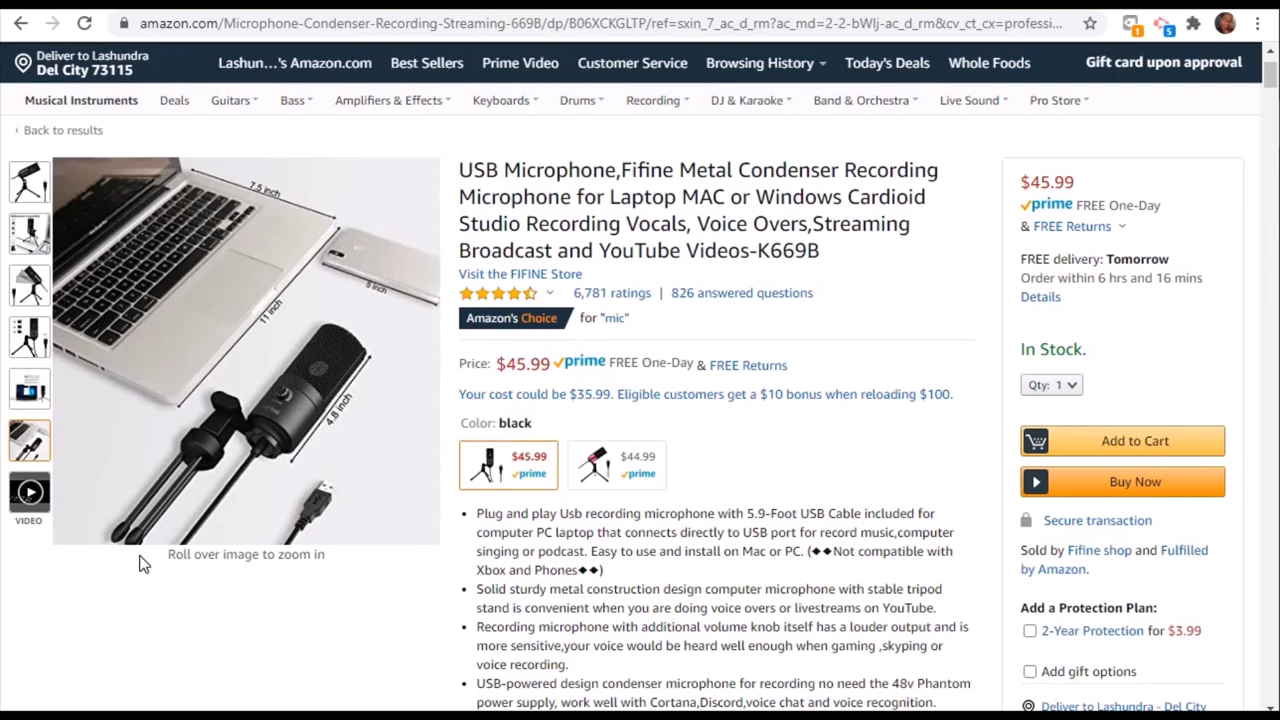 amazon.com/Microphone-Condenser-Recording-Streaming-669B/dp/B06XCKGLTP/ref=sxin_7_ac_d_rm?ac_md=2-2-bWlj-ac_d_rm&cv_ct_cx=professi...
1
5
Deliver to Lashundra
Del City 73115
Lashun...'s Amazon.com Best Sellers Prime Video Customer Service Browsing History Today's Deals Whole Foods Gift card upon approval
Musical Instruments Deals Guitars Bass Amplifiers & Effects Keyboards Drums Recording DJ & Karaoke Band & Orchestra Live Sound Pro Store
‹ Back to results
7.5 inch
5 inch
11 inch
4.8 inch
FIFINE
VIDEO
Roll over image to zoom in
USB Microphone,Fifine Metal Condenser Recording
Microphone for Laptop MAC or Windows Cardioid
Studio Recording Vocals, Voice Overs,Streaming
Broadcast and YouTube Videos-K669B
Visit the FIFINE Store
6,781 ratings | 826 answered questions
Amazon's Choice for "mic"
Price: $45.99 prime FREE One-Day & FREE Returns
Your cost could be $35.99. Eligible customers get a $10 bonus when reloading $100.
Color: black
$45.99
prime
$44.99
prime
• Plug and play Usb recording microphone with 5.9-Foot USB Cable included for
computer PC laptop that connects directly to USB port for record music,computer
singing or podcast. Easy to use and install on Mac or PC. (◆◆Not compatible with
Xbox and Phones◆◆)
• Solid sturdy metal construction design computer microphone with stable tripod
stand is convenient when you are doing voice overs or livestreams on YouTube.
• Recording microphone with additional volume knob itself has a louder output and is
more sensitive,your voice would be heard well enough when gaming ,skyping or
voice recording.
• USB-powered design condenser microphone for recording no need the 48v Phantom
power supply, work well with Cortana,Discord,voice chat and voice recognition.
$45.99
prime FREE One-Day
& FREE Returns
FREE delivery: Tomorrow
Order within 6 hrs and 16 mins
Details
In Stock.
Qty: 1
Add to Cart
Buy Now
Secure transaction
Sold by Fifine shop and Fulfilled
by Amazon.
Add a Protection Plan:
2-Year Protection for $3.99
Add gift options
Deliver to Lashundra - Del City